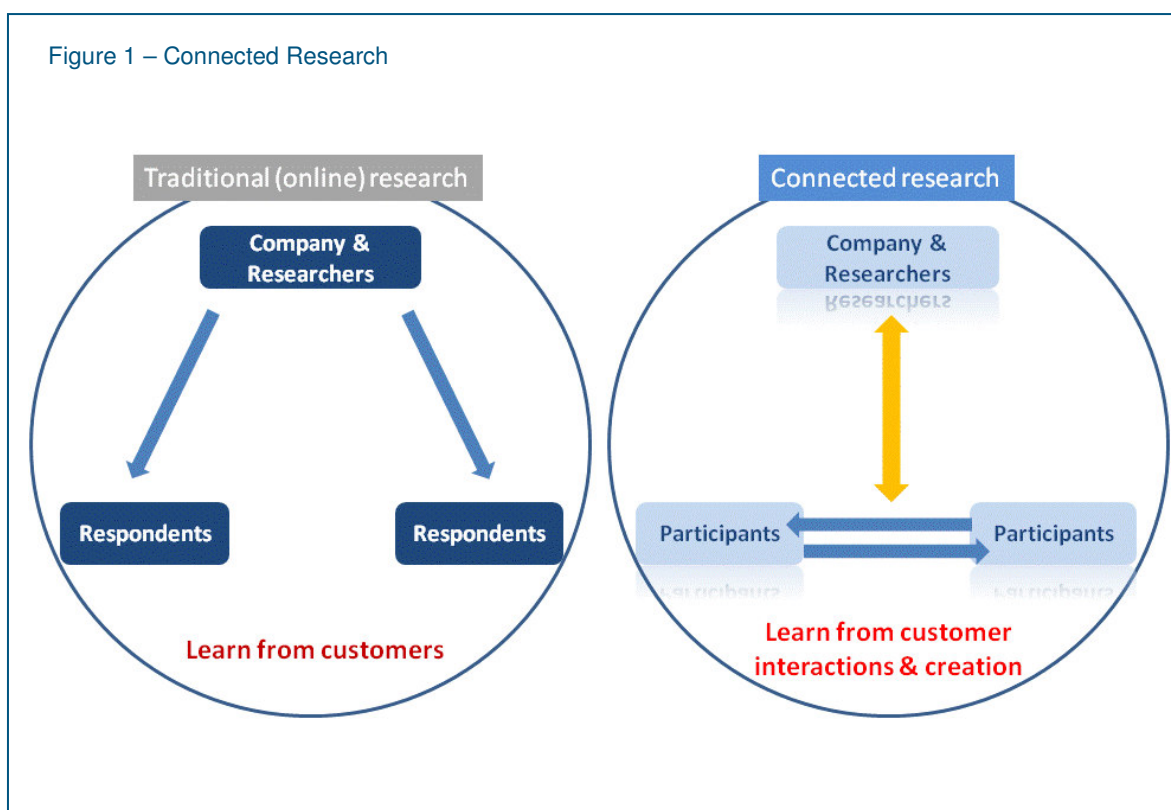 Figure 1 – Connected Research
Traditional (online) research
Company &
Researchers
Respondents
Respondents
Learn from customers
Connected research
Company &
Researchers
Participants
Participants
Learn from customer
interactions & creation